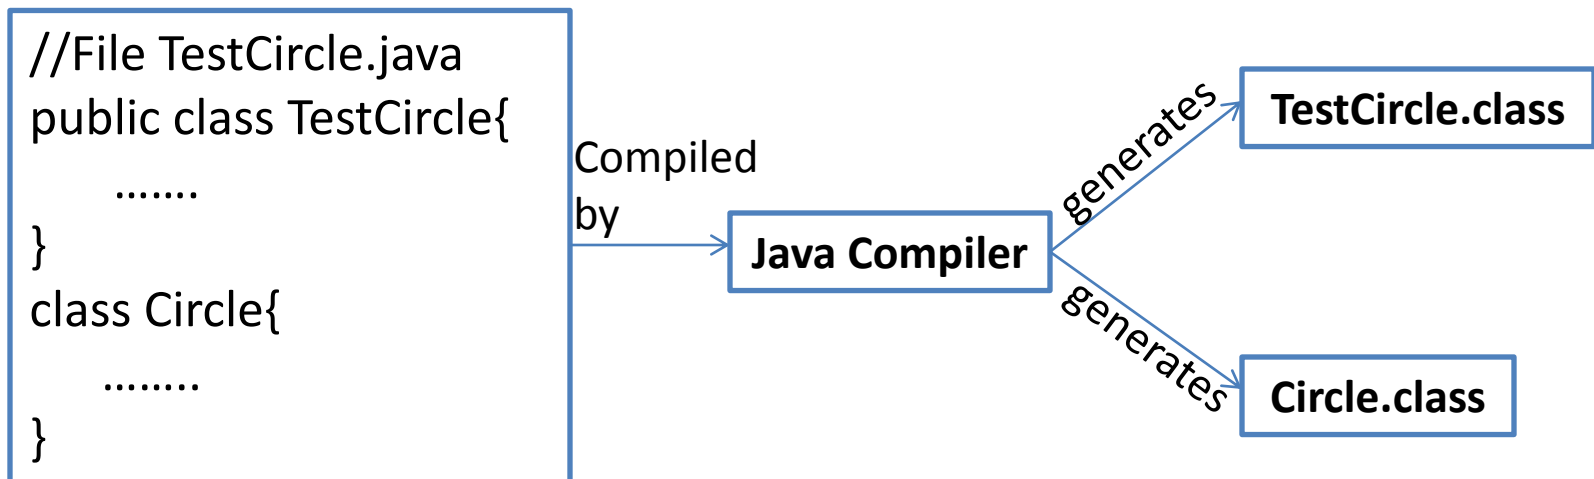 //File TestCircle.java
public class TestCircle{
…….
}
class Circle{
……..
}
Compiled
by
Java Compiler
generates
TestCircle.class
generates
Circle.class